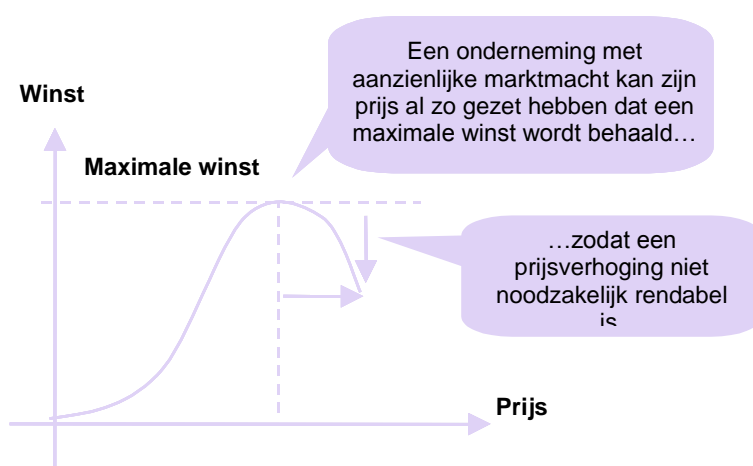 Een onderneming met
aanzienlijke marktmacht kan zijn
prijs al zo gezet hebben dat een
maximale winst wordt behaald…
Winst
Maximale winst
…zodat een
prijsverhoging niet
noodzakelijk rendabel
is
Prijs